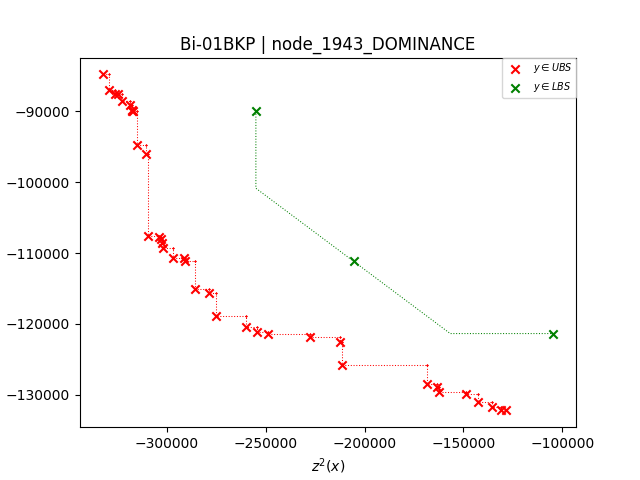 Bi-01BKP | node_1943_DOMINANCE
y ∈ UBS
y ∈ LBS
−90000
−100000
−110000
−120000
−130000
−300000 −250000 −200000 −150000 −100000
z²(x)